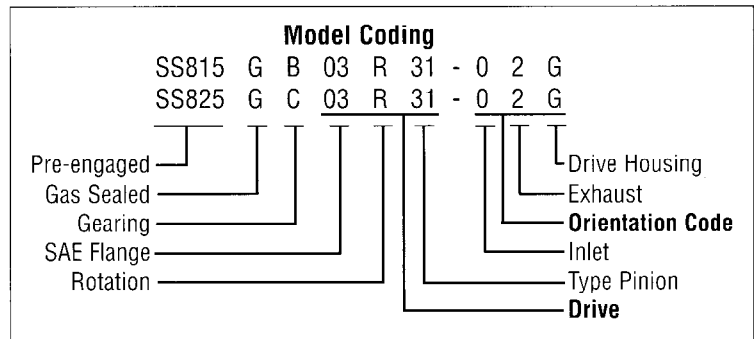 Model Coding
SS815 G B 03 R 31 - 0 2 G
SS825 G C 03 R 31 - 0 2 G
Pre-engaged
Gas Sealed
Gearing
SAE Flange
Rotation
Drive Housing
Exhaust
Orientation Code
Inlet
Type Pinion
Drive